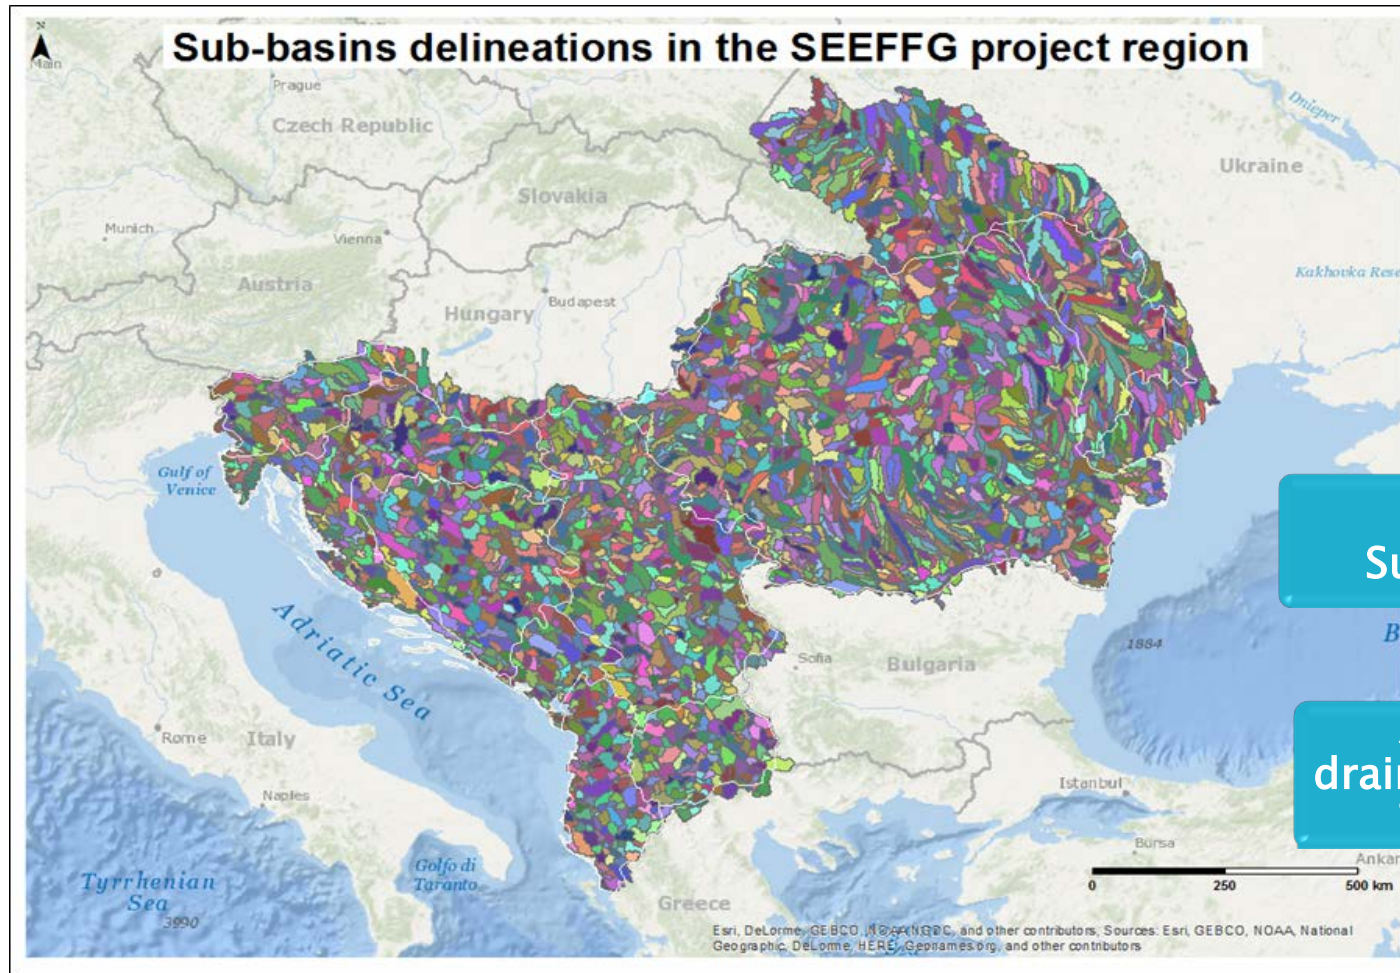 N
Sub-basins delineations in the SEEFFG project region
Main
Prague
Czech Republic
Dnieper
Ukraine
Slovakia
Munich
Vienna
Austria
Kakhovka Rese
Budapest
Hungary
Gulf of
Venice
Su
B
1884
Adriatic Sea
Sofia
Bulgaria
Rome
Italy
drain
Istanbul
Naples
Bursa
Ankar
Golfo di
Taranto
Tyrrhenian
Sea
3990
0 250 500 km
Greece
Esri, DeLorme, GEBCO, NOAA NGDC, and other contributors, Sources: Esri, GEBCO, NOAA, National
Geographic, DeLorme, HERE, Geonames.org, and other contributors